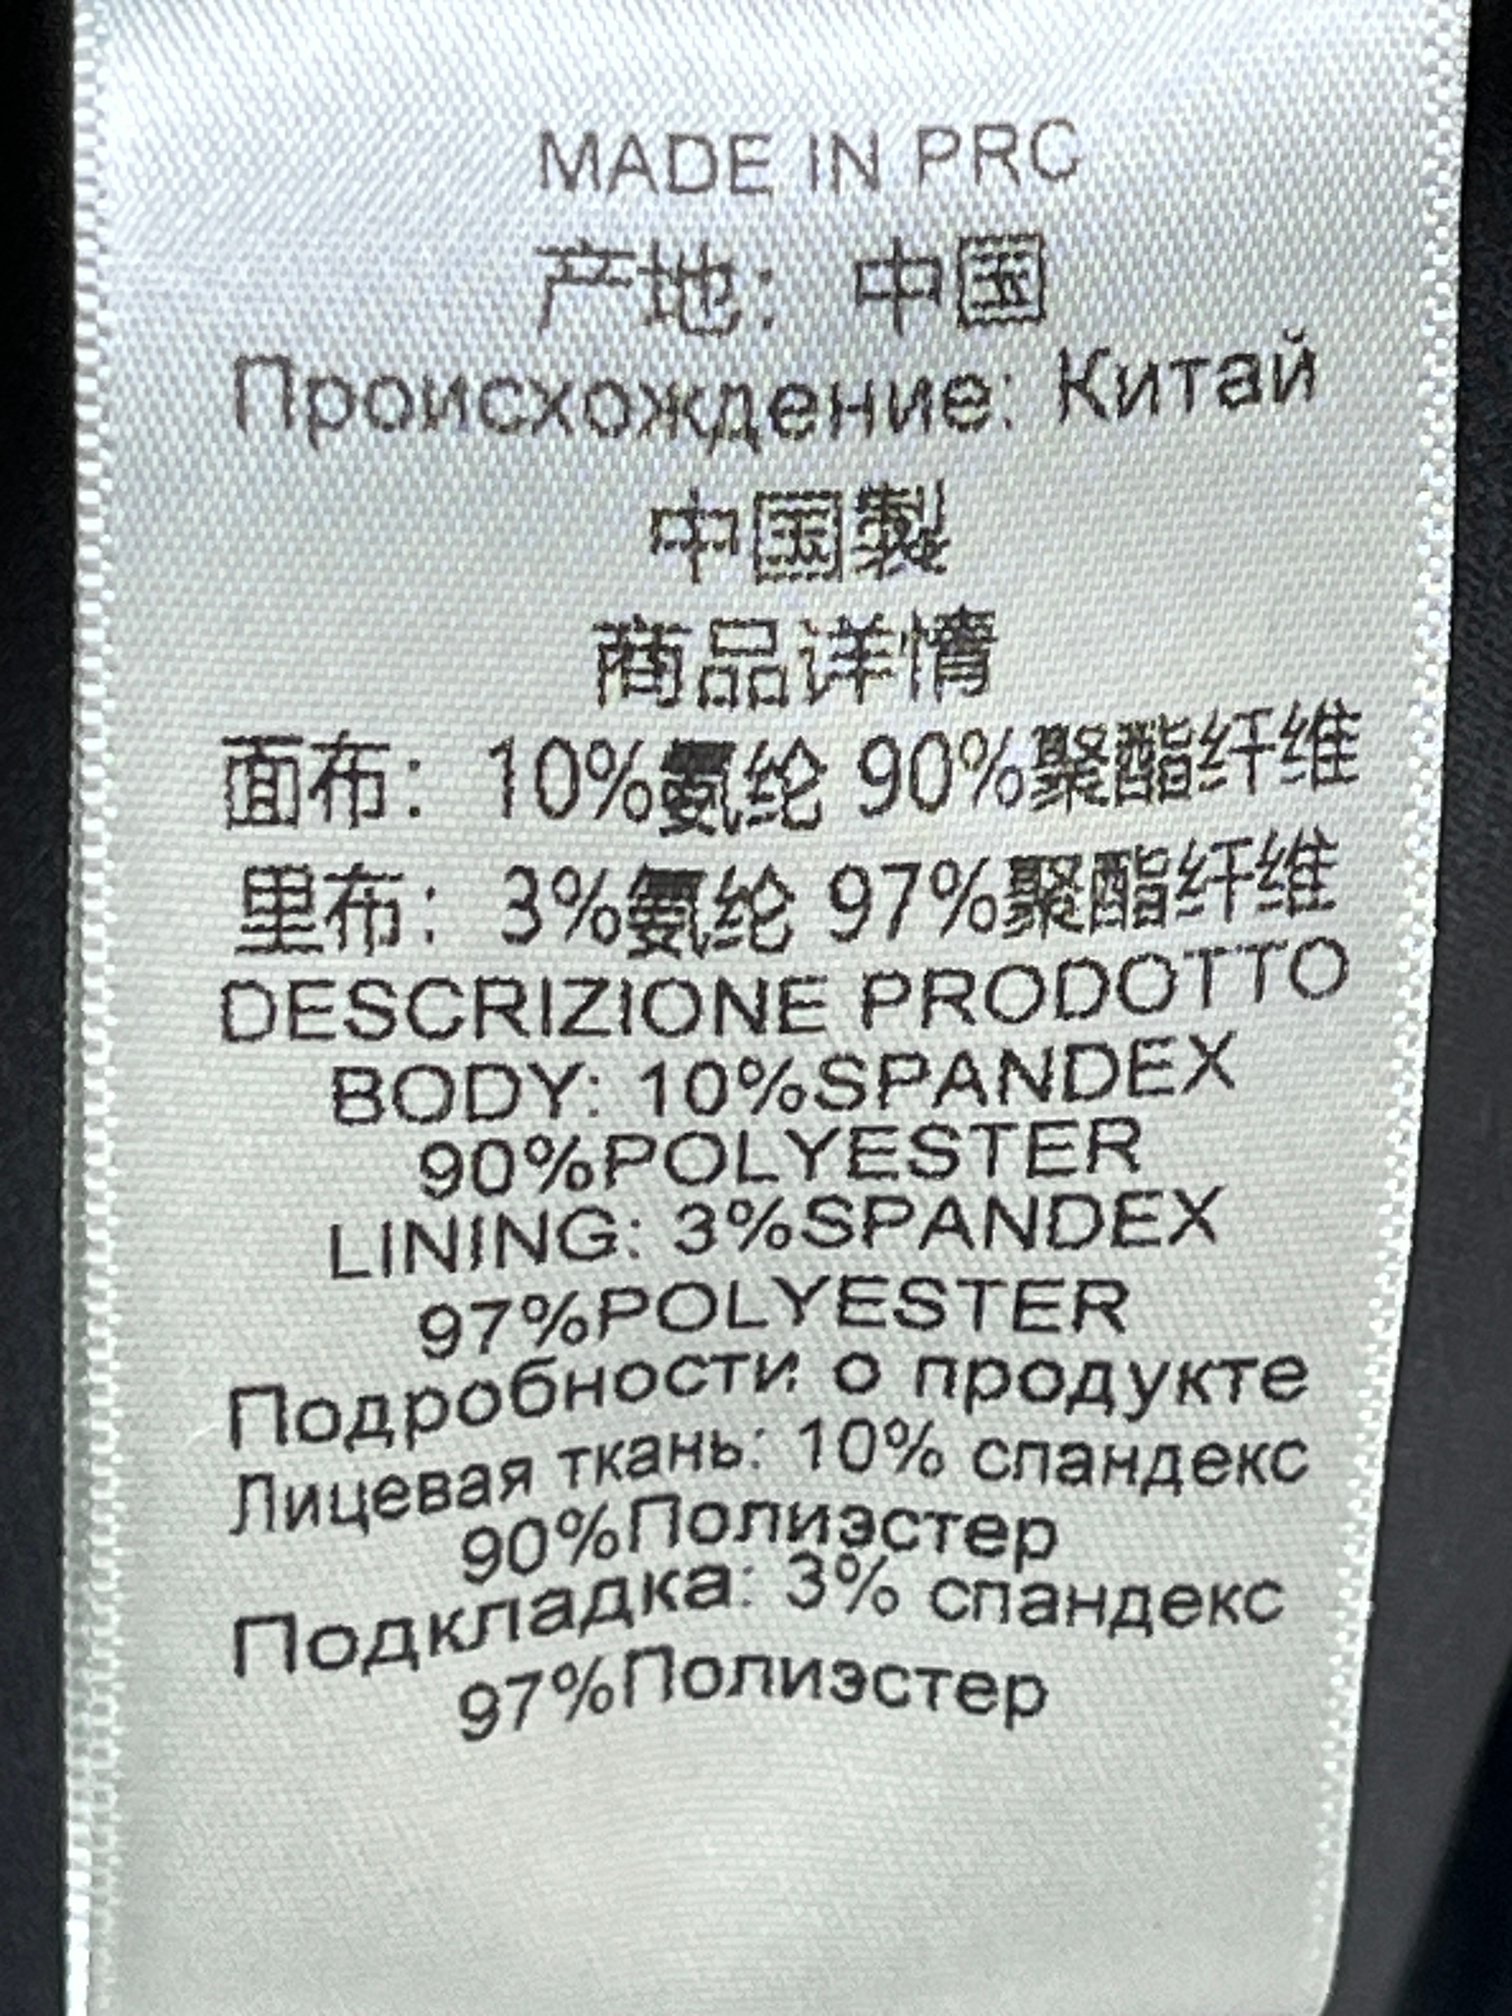 MADE IN PRC
产地: 中国
Происхождение: Китай
中国製
商品详情
面布: 10%氨纶 90%聚酯纤维
里布: 3%氨纶 97%聚酯纤维
DESCRIZIONE PRODOTTO
BODY: 10%SPANDEX
90%POLYESTER
LINING: 3%SPANDEX
97%POLYESTER
Подробности о продукте
Лицевая ткань: 10% спандекс
90%Полиэстер
Подкладка: 3% спандекс
97%Полиэстер